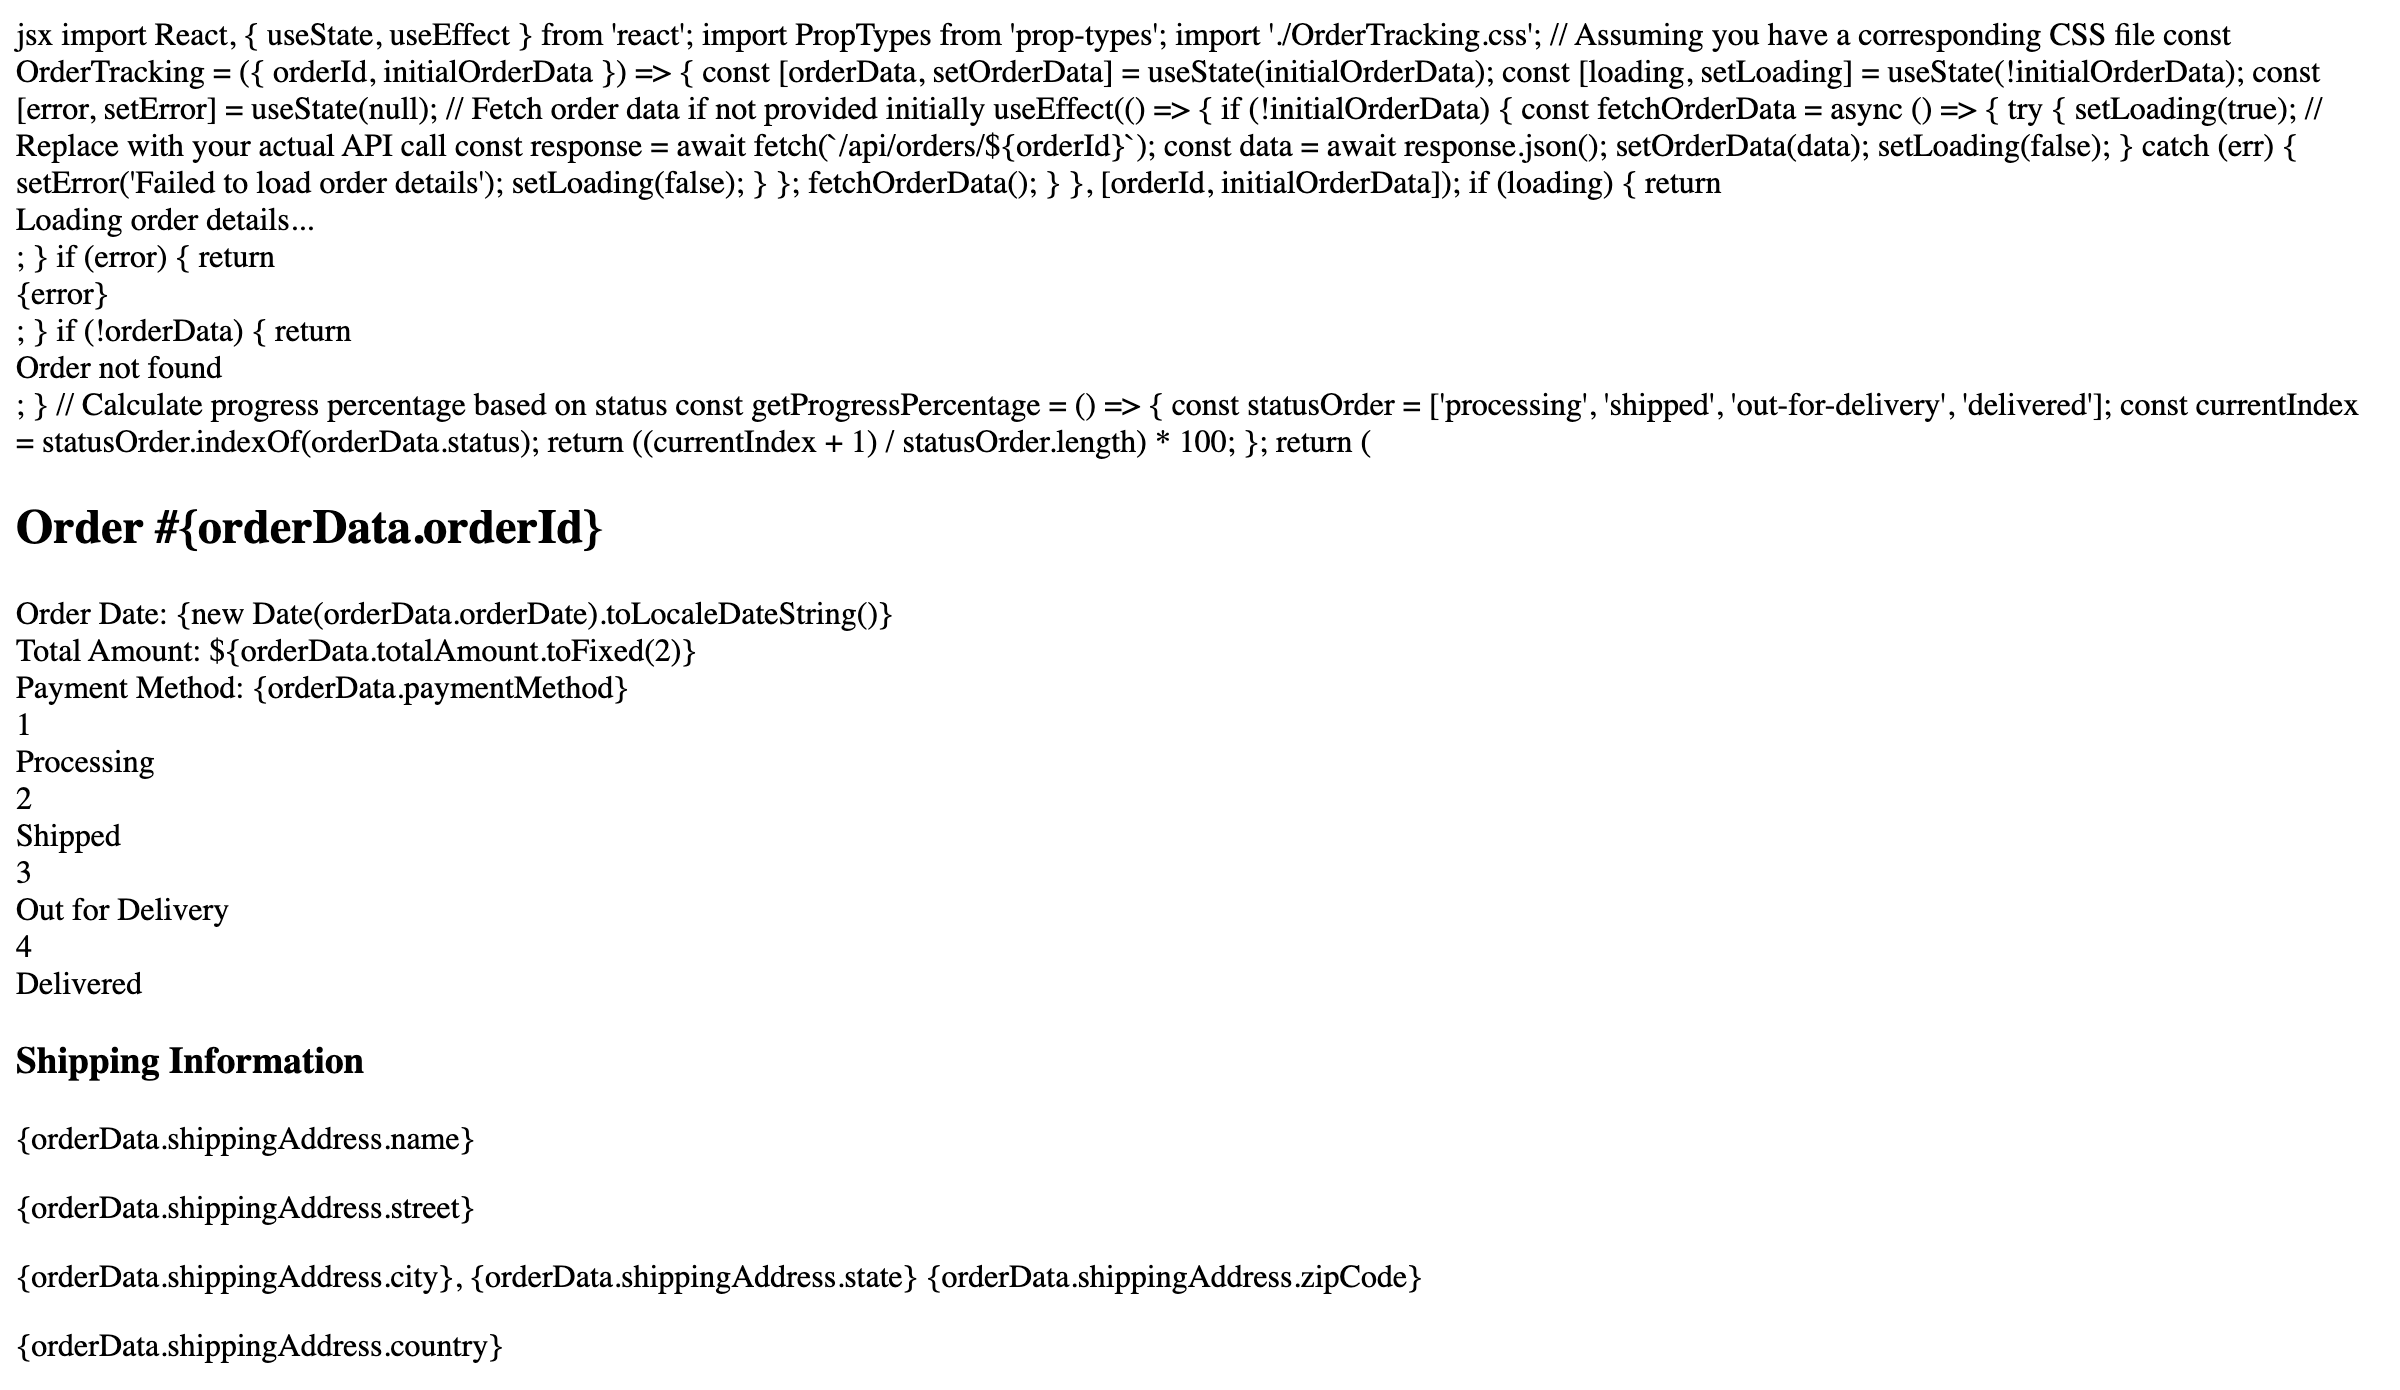 jsx import React, { useState, useEffect } from 'react'; import PropTypes from 'prop-types'; import './OrderTracking.css'; // Assuming you have a corresponding CSS file const
OrderTracking = ({ orderId, initialOrderData }) => { const [orderData, setOrderData] = useState(initialOrderData); const [loading, setLoading] = useState(!initialOrderData); const
[error, setError] = useState(null); // Fetch order data if not provided initially useEffect(() => { if (!initialOrderData) { const fetchOrderData = async () => { try { setLoading(true); //
Replace with your actual API call const response = await fetch(`/api/orders/${orderId}`); const data = await response.json(); setOrderData(data); setLoading(false); } catch (err) {
setError('Failed to load order details'); setLoading(false); } }; fetchOrderData(); } }, [orderId, initialOrderData]); if (loading) { return
Loading order details...
; } if (error) { return
{error}
; } if (!orderData) { return
Order not found
; } // Calculate progress percentage based on status const getProgressPercentage = () => { const statusOrder = ['processing', 'shipped', 'out-for-delivery', 'delivered']; const currentIndex
= statusOrder.indexOf(orderData.status); return ((currentIndex + 1) / statusOrder.length) * 100; }; return (
Order #{orderData.orderId}
Order Date: {new Date(orderData.orderDate).toLocaleDateString()}
Total Amount: ${orderData.totalAmount.toFixed(2)}
Payment Method: {orderData.paymentMethod}
1
Processing
2
Shipped
3
Out for Delivery
4
Delivered
Shipping Information
{orderData.shippingAddress.name}
{orderData.shippingAddress.street}
{orderData.shippingAddress.city}, {orderData.shippingAddress.state} {orderData.shippingAddress.zipCode}
{orderData.shippingAddress.country}